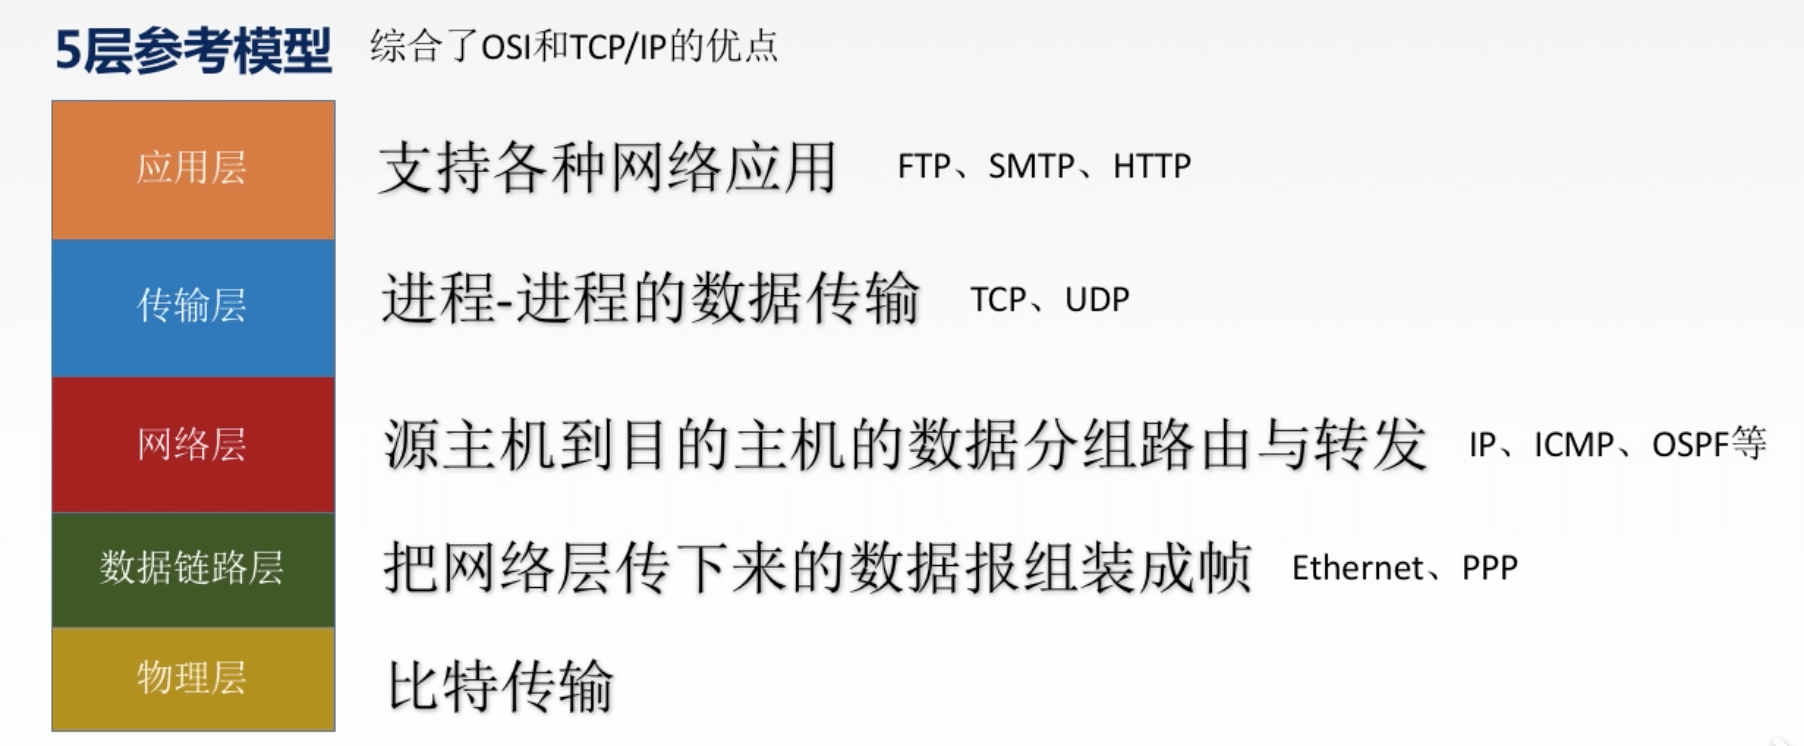 5层参考模型 综合了OSI和TCP/IP的优点
应用层 支持各种网络应用 FTP、SMTP、HTTP
传输层 进程-进程的数据传输 TCP、UDP
网络层 源主机到目的主机的数据分组路由与转发 IP、ICMP、OSPF等
数据链路层 把网络层传下来的数据报组装成帧 Ethernet、PPP
物理层 比特传输